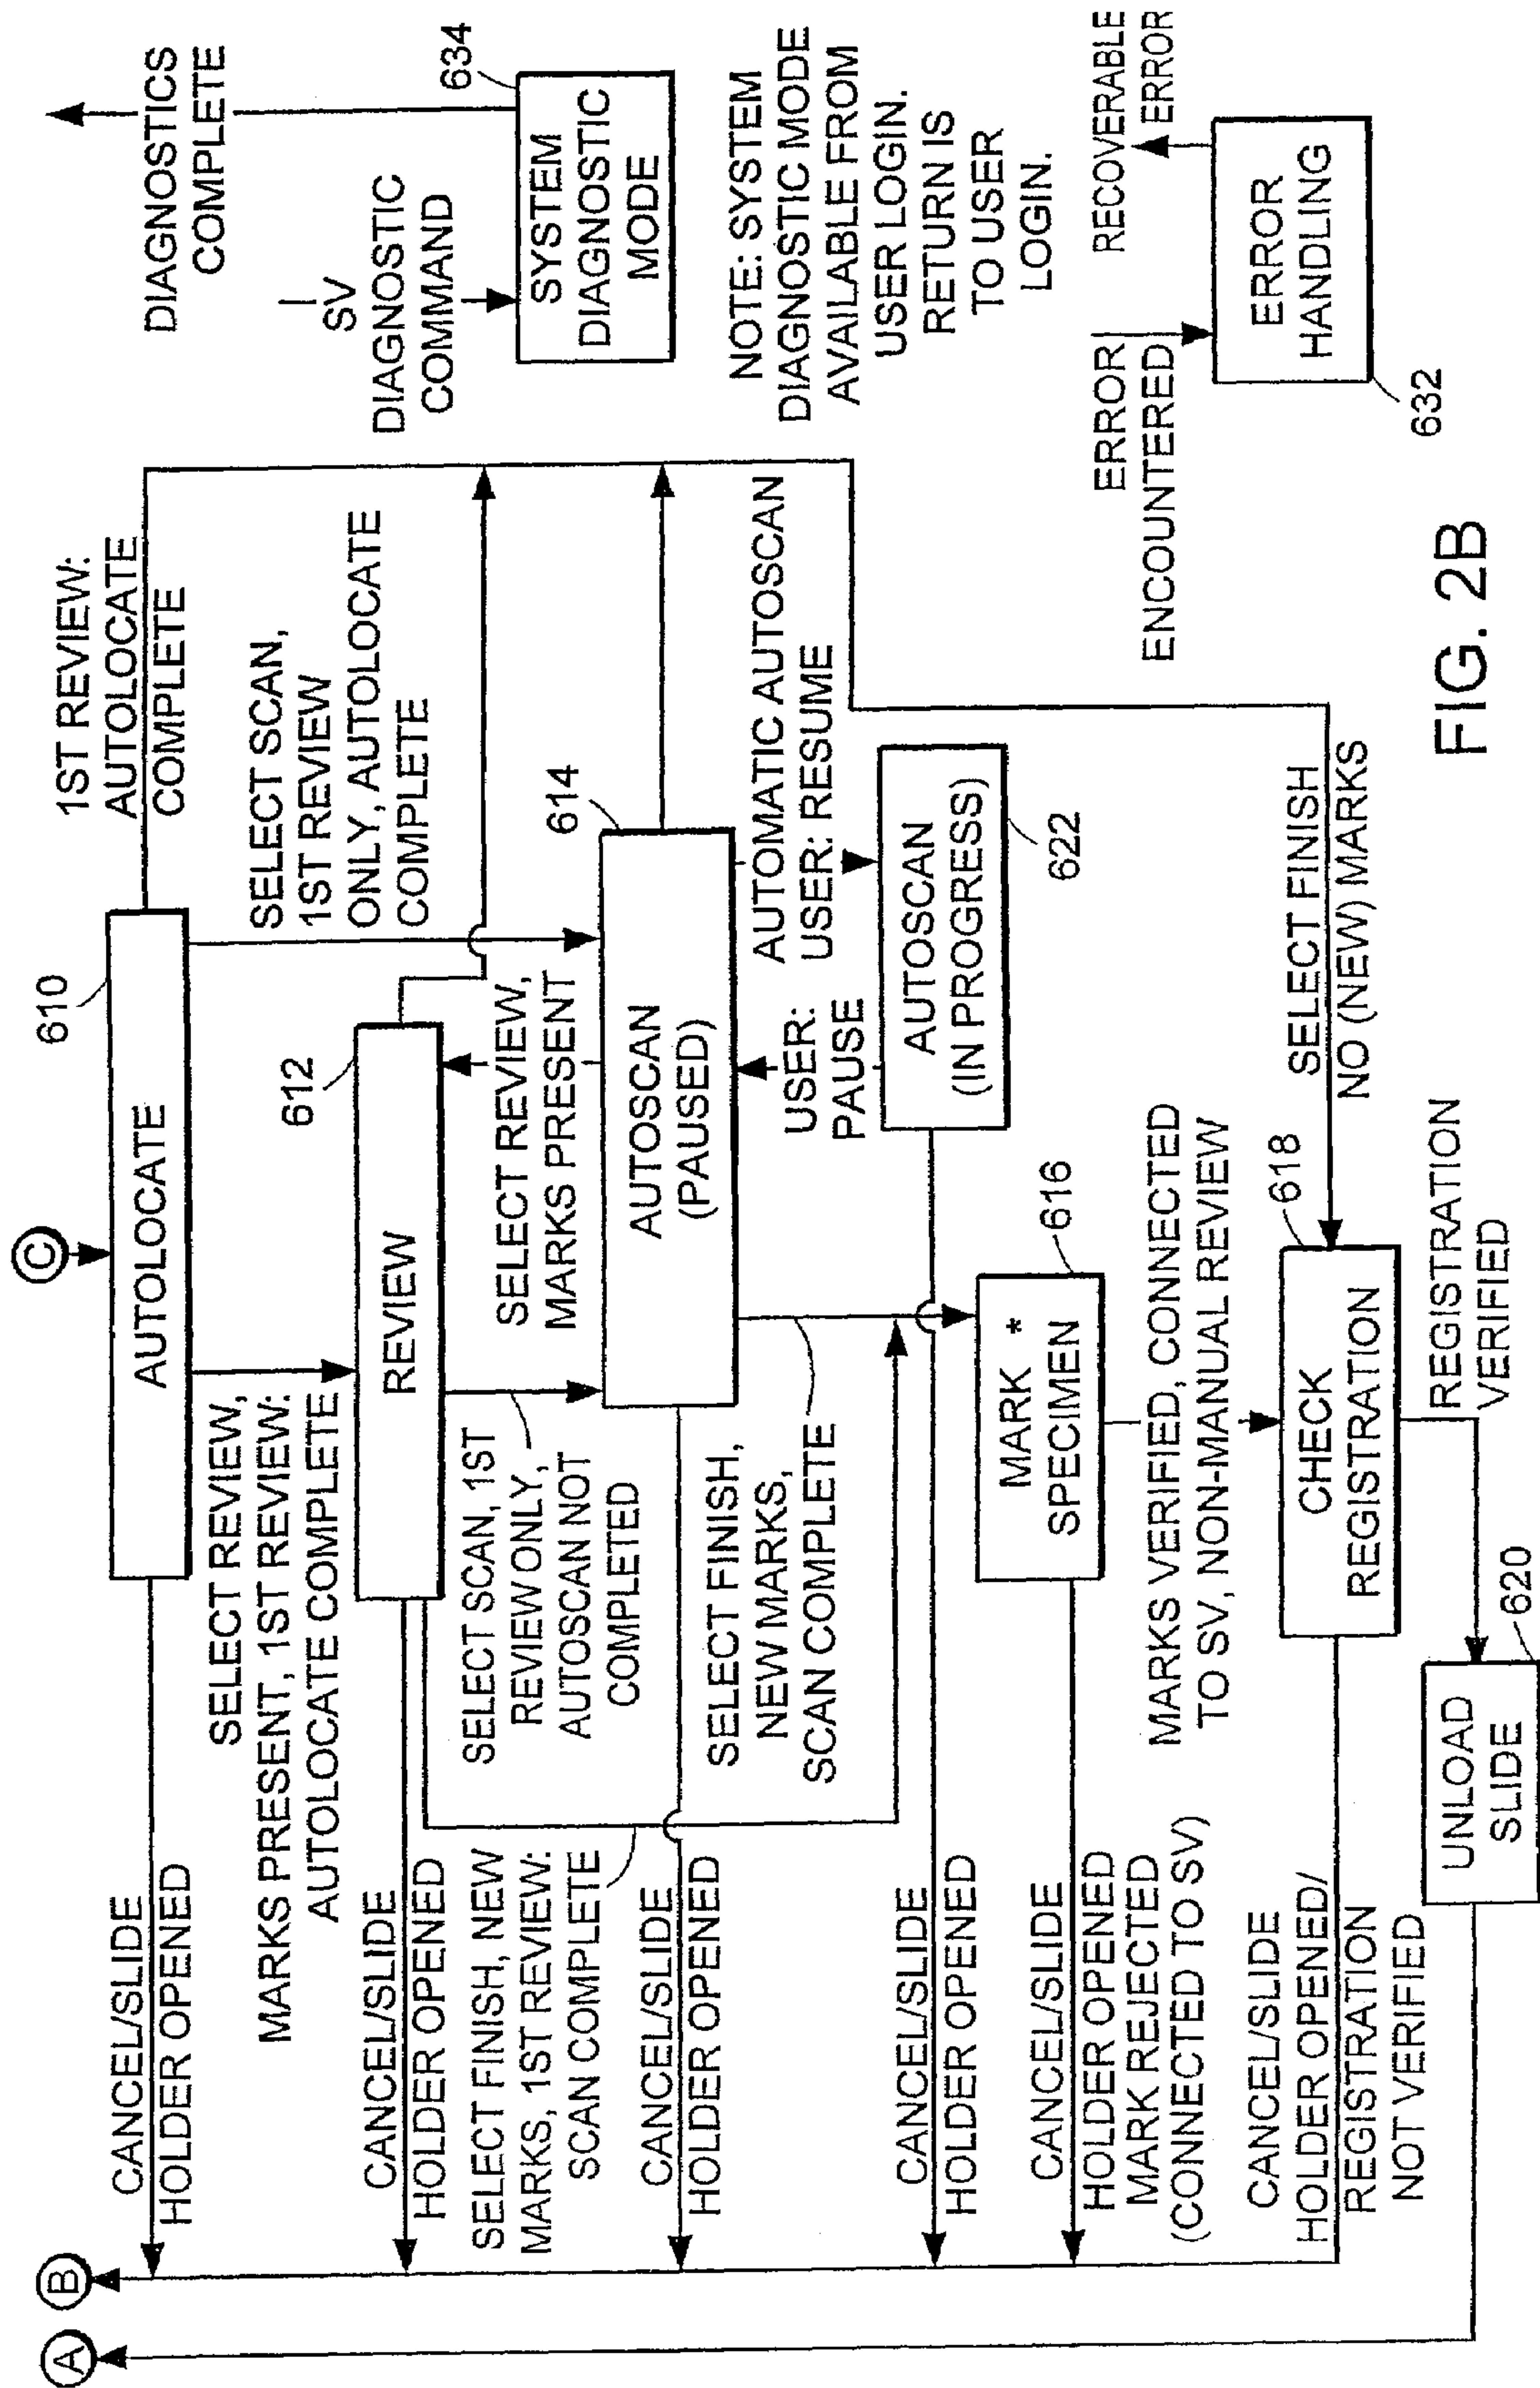 C
610
AUTOLOCATE
CANCEL/SLIDE
HOLDER OPENED
SELECT REVIEW,
MARKS PRESENT, 1ST REVIEW:
AUTOLOCATE COMPLETE
1ST REVIEW:
AUTOLOCATE
COMPLETE
SELECT SCAN,
1ST REVIEW
ONLY, AUTOLOCATE
COMPLETE
612
REVIEW
CANCEL/SLIDE
HOLDER OPENED
SELECT FINISH, NEW
MARKS, 1ST REVIEW:
SCAN COMPLETE
SELECT SCAN, 1ST
REVIEW ONLY,
AUTOSCAN NOT
COMPLETED
SELECT REVIEW,
MARKS PRESENT
614
AUTOSCAN
(PAUSED)
CANCEL/SLIDE
HOLDER OPENED
SELECT FINISH,
NEW MARKS,
SCAN COMPLETE
USER:
PAUSE
AUTOMATIC AUTOSCAN
USER: RESUME
AUTOSCAN
(IN PROGRESS)
622
CANCEL/SLIDE
HOLDER OPENED
MARK *
SPECIMEN
616
CANCEL/SLIDE
HOLDER OPENED
MARK REJECTED
(CONNECTED TO SV)
MARKS VERIFIED, CONNECTED
TO SV, NON-MANUAL REVIEW
SELECT FINISH
NO (NEW) MARKS
618
CHECK
REGISTRATION
CANCEL/SLIDE
HOLDER OPENED/
REGISTRATION
NOT VERIFIED
REGISTRATION
VERIFIED
UNLOAD
SLIDE
620
A
B
DIAGNOSTICS
COMPLETE
SV
DIAGNOSTIC
COMMAND
634
SYSTEM
DIAGNOSTIC
MODE
NOTE: SYSTEM
DIAGNOSTIC MODE
AVAILABLE FROM
USER LOGIN.
RETURN IS
TO USER
LOGIN.
ERROR
ENCOUNTERED
RECOVERABLE
ERROR
ERROR
HANDLING
632
FIG. 2B